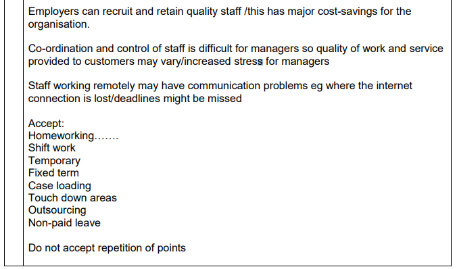 Employers can recruit and retain quality staff /this has major cost-savings for the
organisation.
Co-ordination and control of staff is difficult for managers so quality of work and service
provided to customers may vary/increased stress for managers
Staff working remotely may have communication problems eg where the internet
connection is lost/deadlines might be missed
Accept:
Homeworking…….
Shift work
Temporary
Fixed term
Case loading
Touch down areas
Outsourcing
Non-paid leave
Do not accept repetition of points